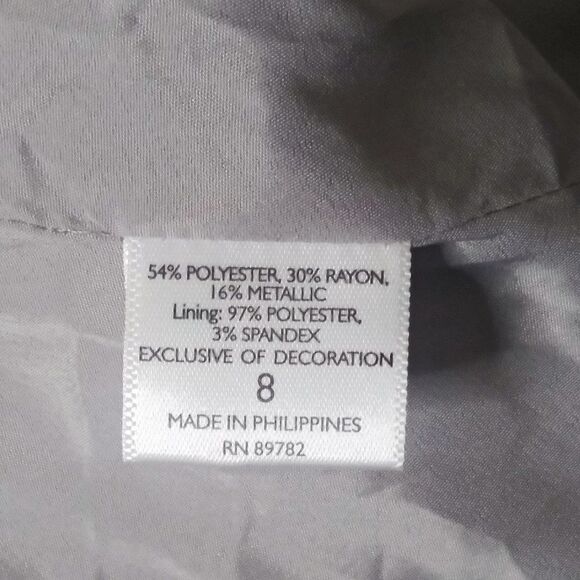 54% POLYESTER, 30% RAYON,
16% METALLIC
Lining: 97% POLYESTER,
3% SPANDEX
EXCLUSIVE OF DECORATION
8
MADE IN PHILIPPINES
RN 89782